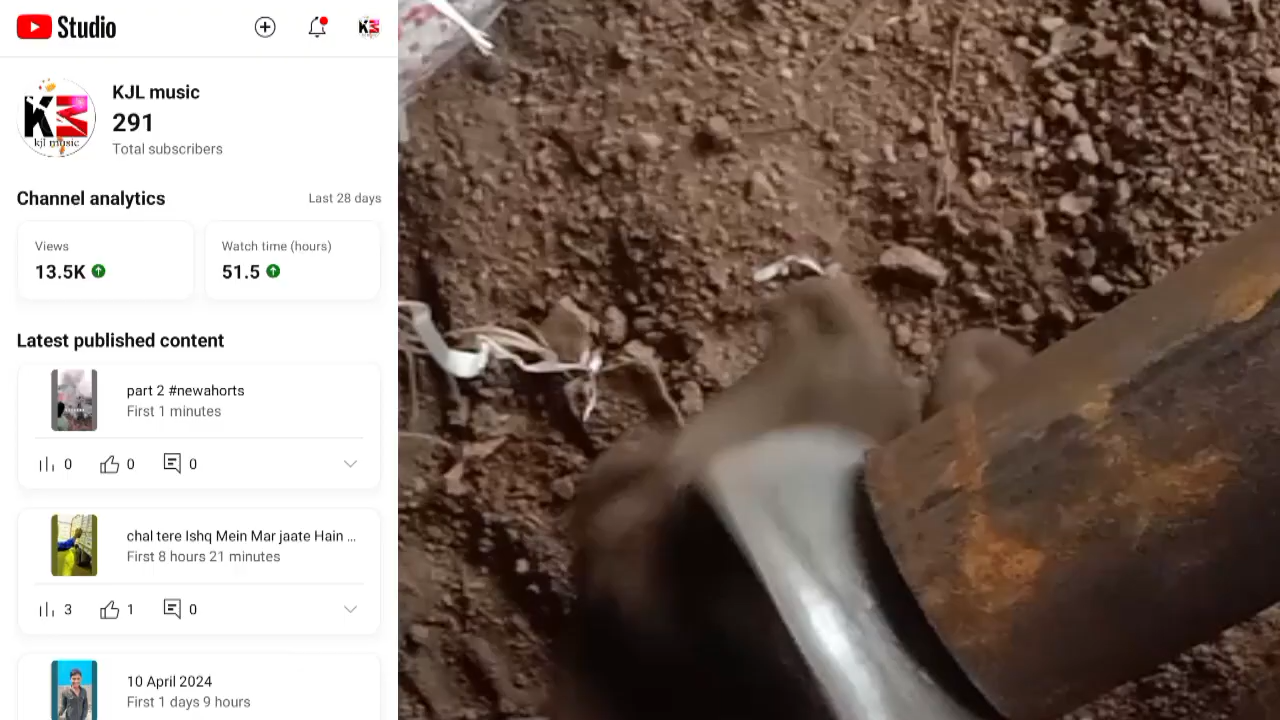 Studio
KJL music
291
Total subscribers
kjl music
Channel analytics
Last 28 days
Views
13.5K
Watch time (hours)
51.5
Latest published content
part 2 #newahorts
First 1 minutes
0 0 0
chal tere Ishq Mein Mar jaate Hain ...
First 8 hours 21 minutes
3 1 0
10 April 2024
First 1 days 9 hours